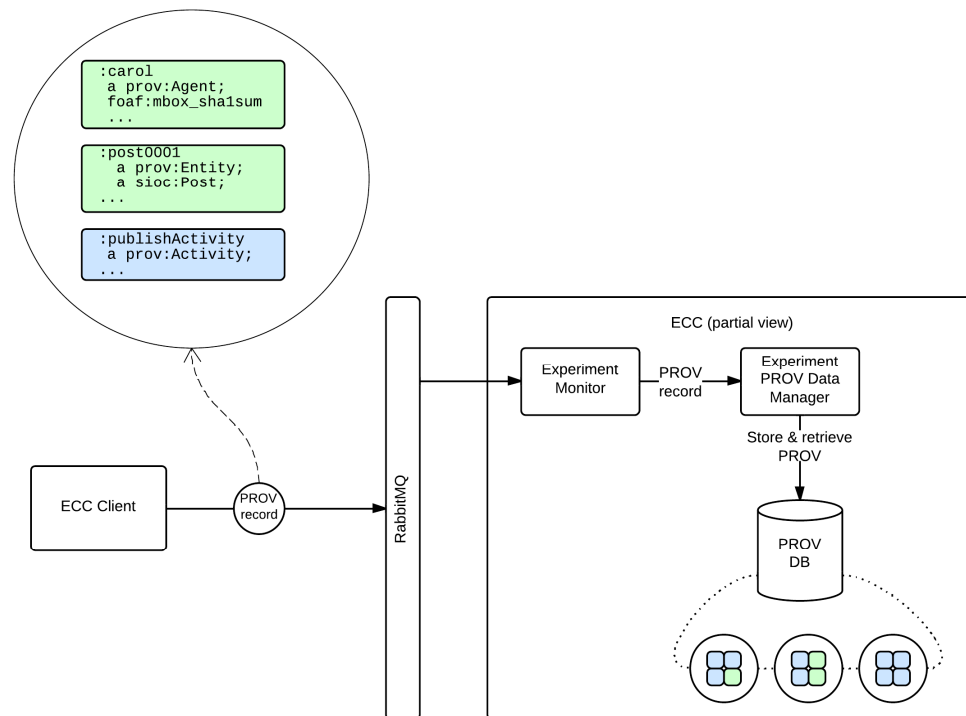 :carol
a prov:Agent;
foaf:mbox_sha1sum
...
:post0001
a prov:Entity;
a sioc:Post;
...
:publishActivity
a prov:Activity;
...
ECC (partial view)
Experiment
Monitor
PROV
record
Experiment
PROV Data
Manager
Store & retrieve
PROV
ECC Client
PROV
record
RabbitMQ
PROV
DB